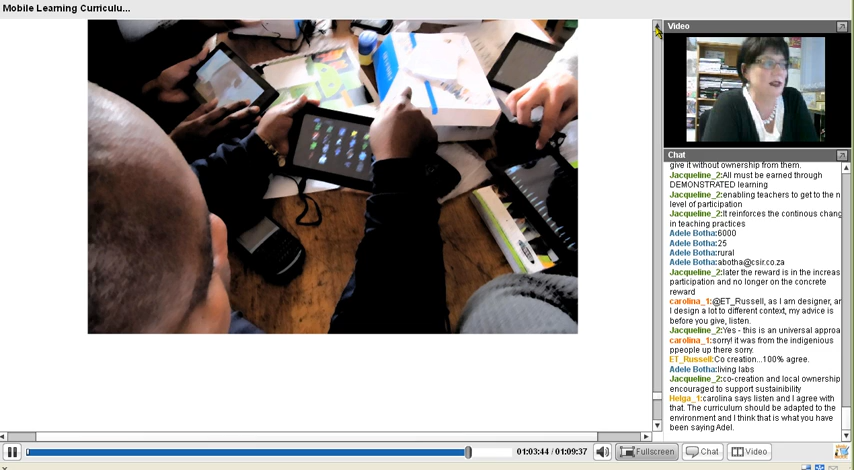 Mobile Learning Curriculu...
Video
Chat
give it without ownership from them.
Jacqueline_2:All must be earned through
DEMONSTRATED learning
Jacqueline_2:enabling teachers to get to the n
level of participation
Jacqueline_2:It reinforces the continous chang
in teaching practices
Adele Botha:6000
Adele Botha:25
Adele Botha:rural
Adele Botha:abotha@csir.co.za
Jacqueline_2:later the reward is in the increas
participation and no longer on the concrete
reward
carolina_1:@ET_Russell, as I am designer, an
I design a lot to different context, my advice is
before you give, listen.
Jacqueline_2:Yes - this is an universal approa
carolina_1:sorry! it was from the indigenious
ppeople up there sorry.
ET_Russell:Co creation...100% agree.
Adele Botha:living labs
Jacqueline_2:co-creation and local ownership
encouraged to support sustainibility
Helga_1:carolina says listen and I agree with
that. The curriculum should be adapted to the
environment and I think that is what you have
been saying Adel.
01:03:44 / 01:09:37
Fullscreen
Chat
Video